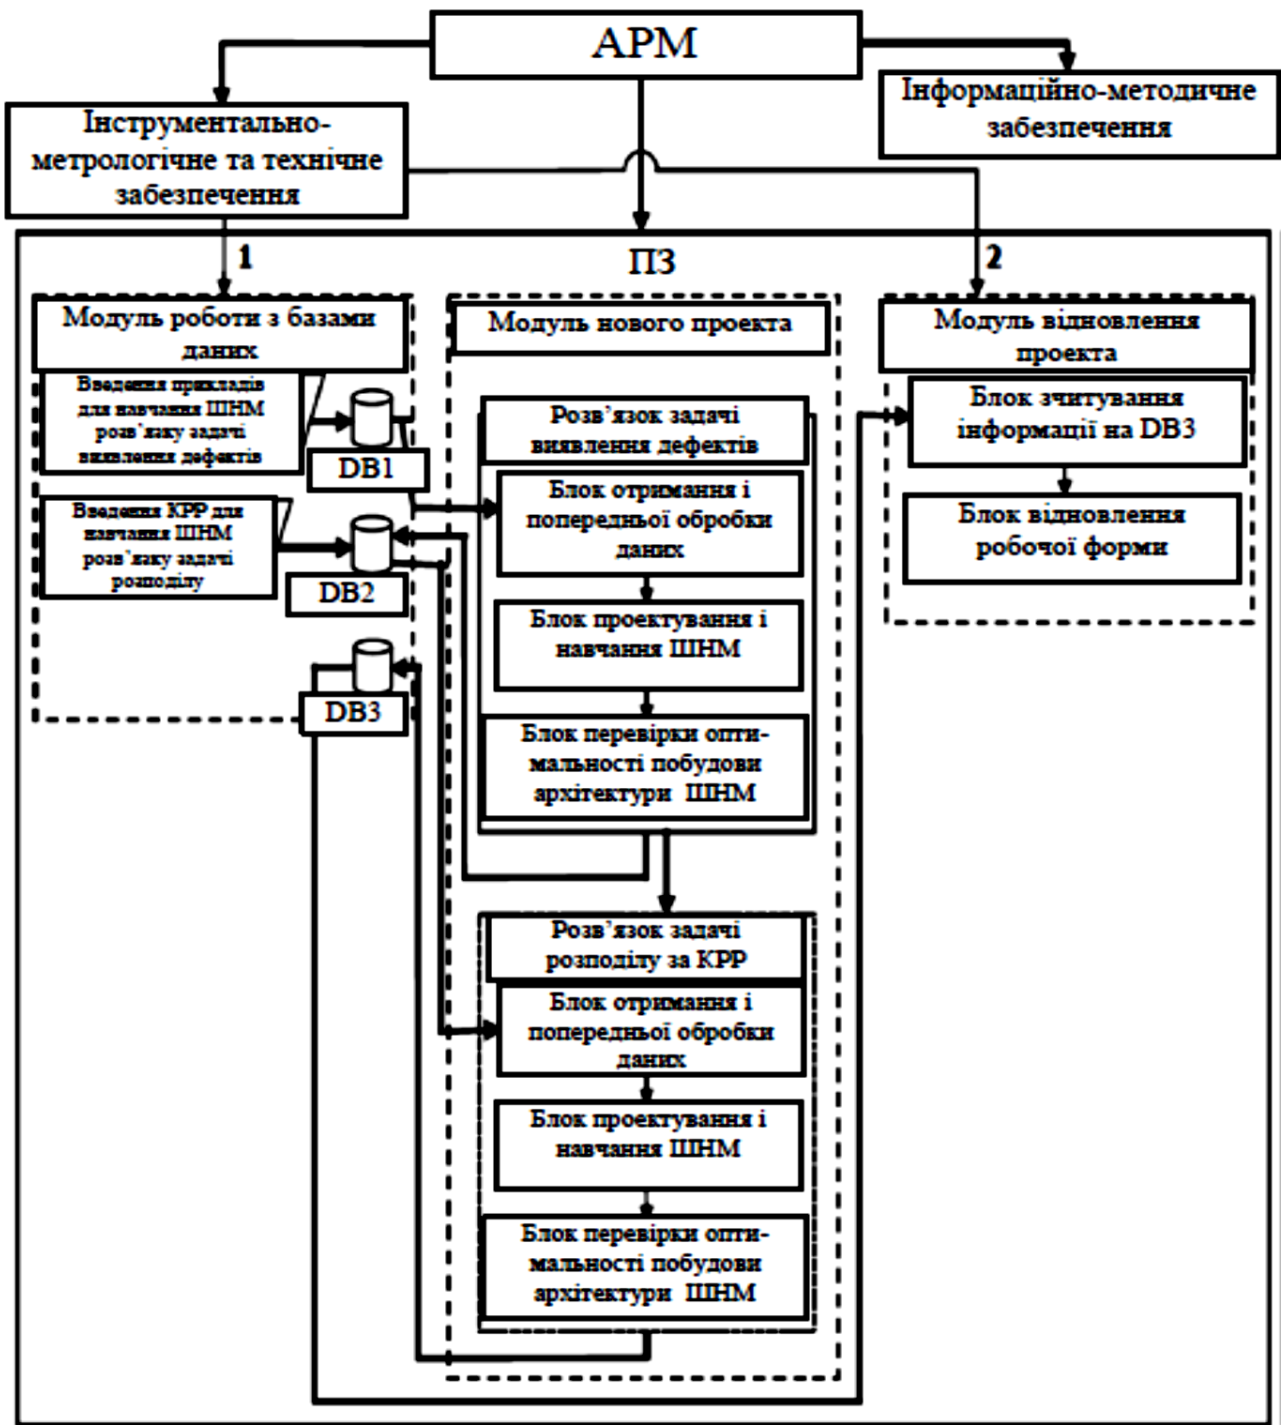 АРМ
Інформаційно-методичне
забезпечення
Інструментально-
метрологічне та технічне
забезпечення
1
ПЗ
2
Модуль роботи з базами
даних
Введення прикладів
для навчання ШНМ
розв’язку задачі
виявлення дефектів
DB1
Введення КРР для
навчання ШНМ
розв’язку задачі
розподілу
DB2
DB3
Модуль нового проекта
Розв’язок задачі
виявлення дефектів
Блок отримання і
попередньої обробки
даних
Блок проектування і
навчання ШНМ
Блок перевірки опти-
мальності побудови
архітектури ШНМ
Розв’язок задачі
розподілу за КРР
Блок отримання і
попередньої обробки
даних
Блок проектування і
навчання ШНМ
Блок перевірки опти-
мальності побудови
архітектури ШНМ
Модуль відновлення
проекта
Блок зчитування
інформації на DB3
Блок відновлення
робочої форми